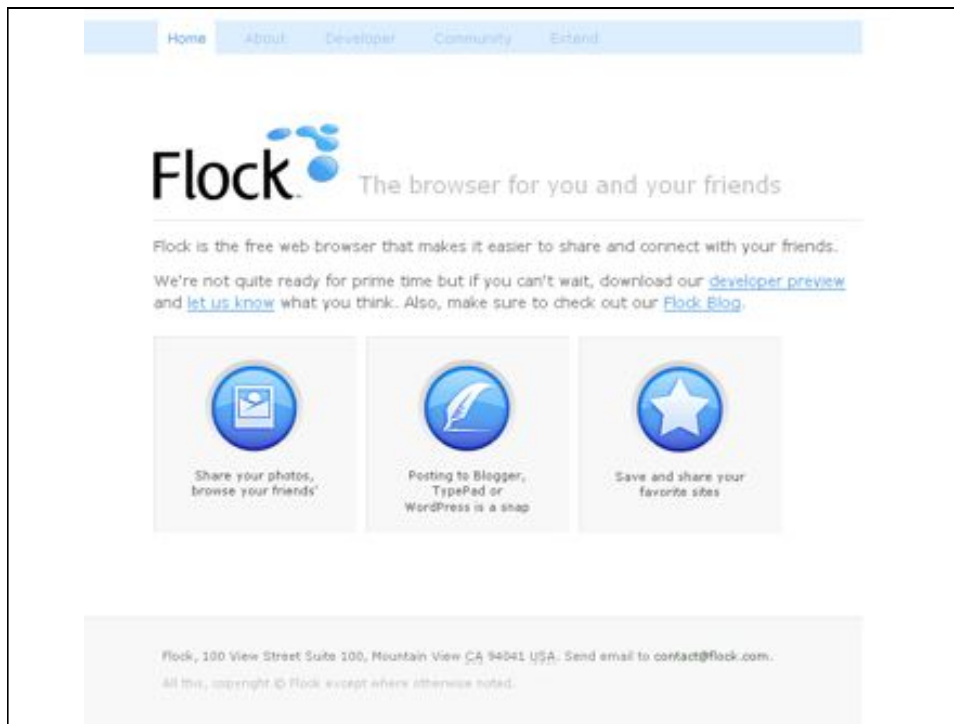 Home About Developer Community Extend
Flock™ The browser for you and your friends
Flock is the free web browser that makes it easier to share and connect with your friends.
We're not quite ready for prime time but if you can't wait, download our developer preview
and let us know what you think. Also, make sure to check out our Flock Blog.
Share your photos,
browse your friends'
Posting to Blogger,
TypePad or
WordPress is a snap
Save and share your
favorite sites
Flock, 100 View Street Suite 100, Mountain View CA 94041 USA. Send email to contact@flock.com.
All this, copyright © Flock except where otherwise noted.